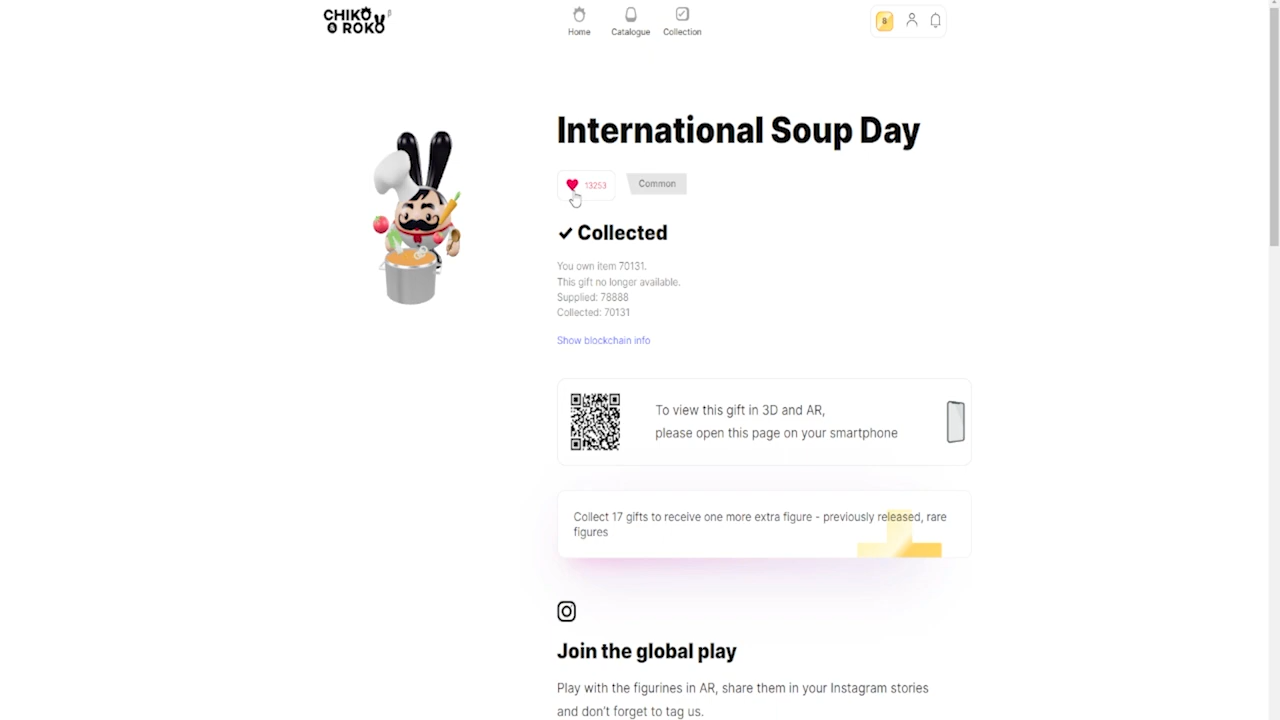 CHIKO
& ROKO
Home
Catalogue
Collection
8
International Soup Day
13253
Common
Collected
You own item 70131.
This gift no longer available.
Supplied: 78888
Collected: 70131
Show blockchain info
To view this gift in 3D and AR,
please open this page on your smartphone
Collect 17 gifts to receive one more extra figure - previously released, rare
figures
Join the global play
Play with the figurines in AR, share them in your Instagram stories
and don't forget to tag us.